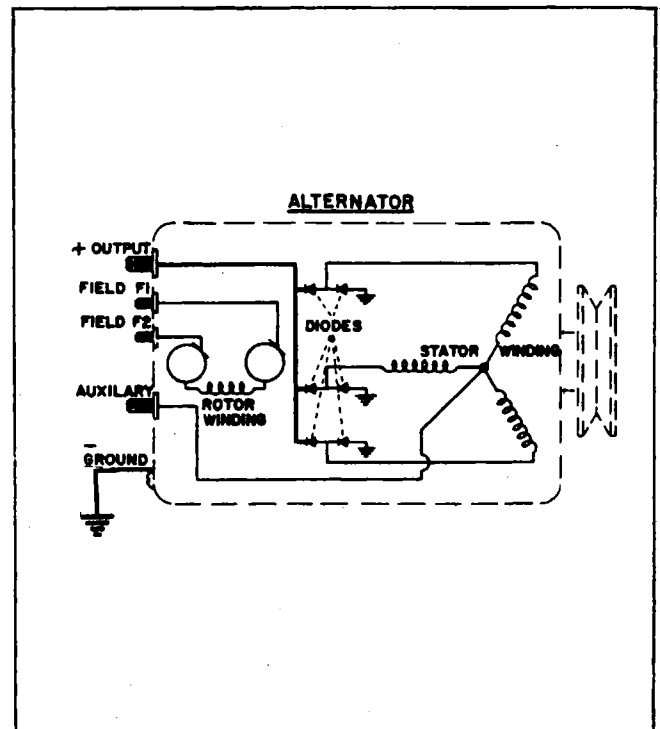 ALTERNATOR
+ OUTPUT
FIELD F1
FIELD F2
DIODES
STATOR WINDING
AUXILARY
ROTOR
WINDING
-
GROUND